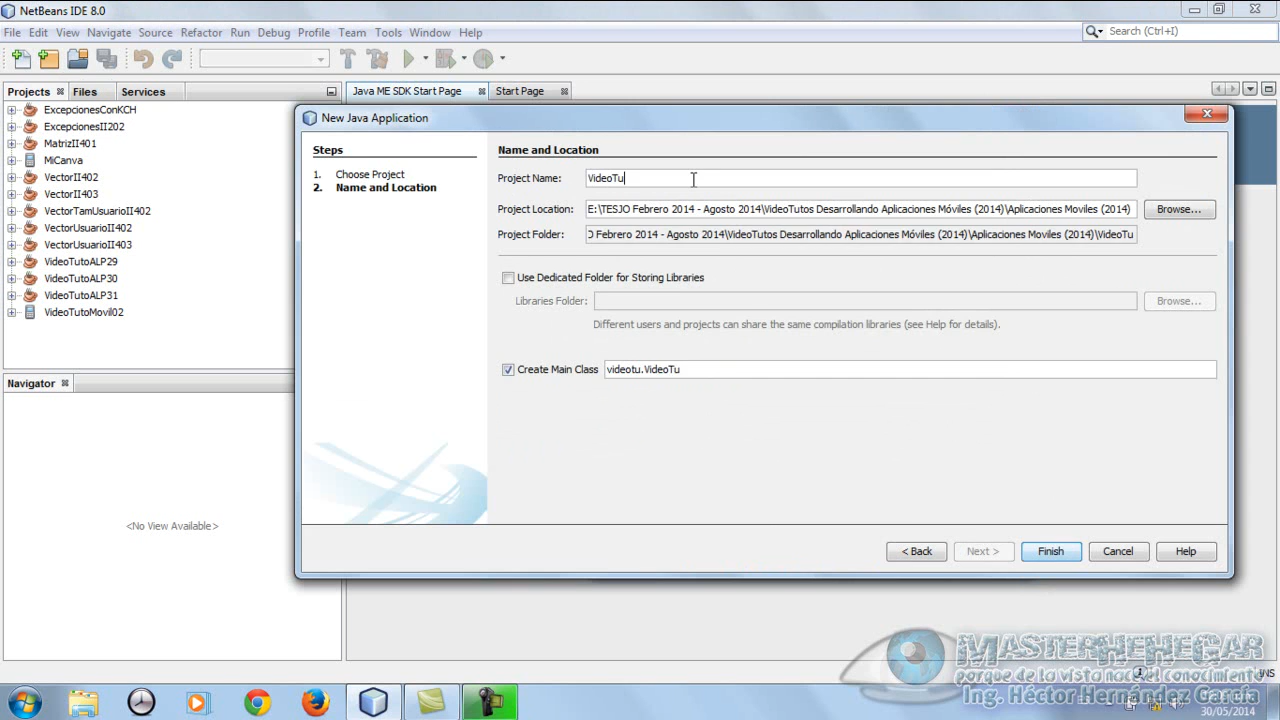 NetBeans IDE 8.0
File Edit View Navigate Source Refactor Run Debug Profile Team Tools Window Help
Search (Ctrl+I)
Projects Files Services
Java ME SDK Start Page Start Page
ExcepcionesConKCH
ExcepcionesII202
MatrizII401
MiCanva
VectorII402
VectorII403
VectorTamUsuarioII402
VectorUsuarioII402
VectorUsuarioII403
VideoTutoALP29
VideoTutoALP30
VideoTutoALP31
VideoTutoMovil02
Navigator
<No View Available>
New Java Application
Steps
1. Choose Project
2. Name and Location
Name and Location
Project Name: VideoTu
Project Location: E:\TESJO Febrero 2014 - Agosto 2014\VideoTutos Desarrollando Aplicaciones Móviles (2014)\Aplicaciones Moviles (2014) Browse...
Project Folder: O Febrero 2014 - Agosto 2014\VideoTutos Desarrollando Aplicaciones Móviles (2014)\Aplicaciones Moviles (2014)\VideoTu
Use Dedicated Folder for Storing Libraries
Libraries Folder: Browse...
Different users and projects can share the same compilation libraries (see Help for details).
Create Main Class videotu.VideoTu
< Back Next > Finish Cancel Help
MASTERHEHEGAR
porque de la vista nace el conocimiento
Ing. Héctor Hernández García
INS
30/05/2014